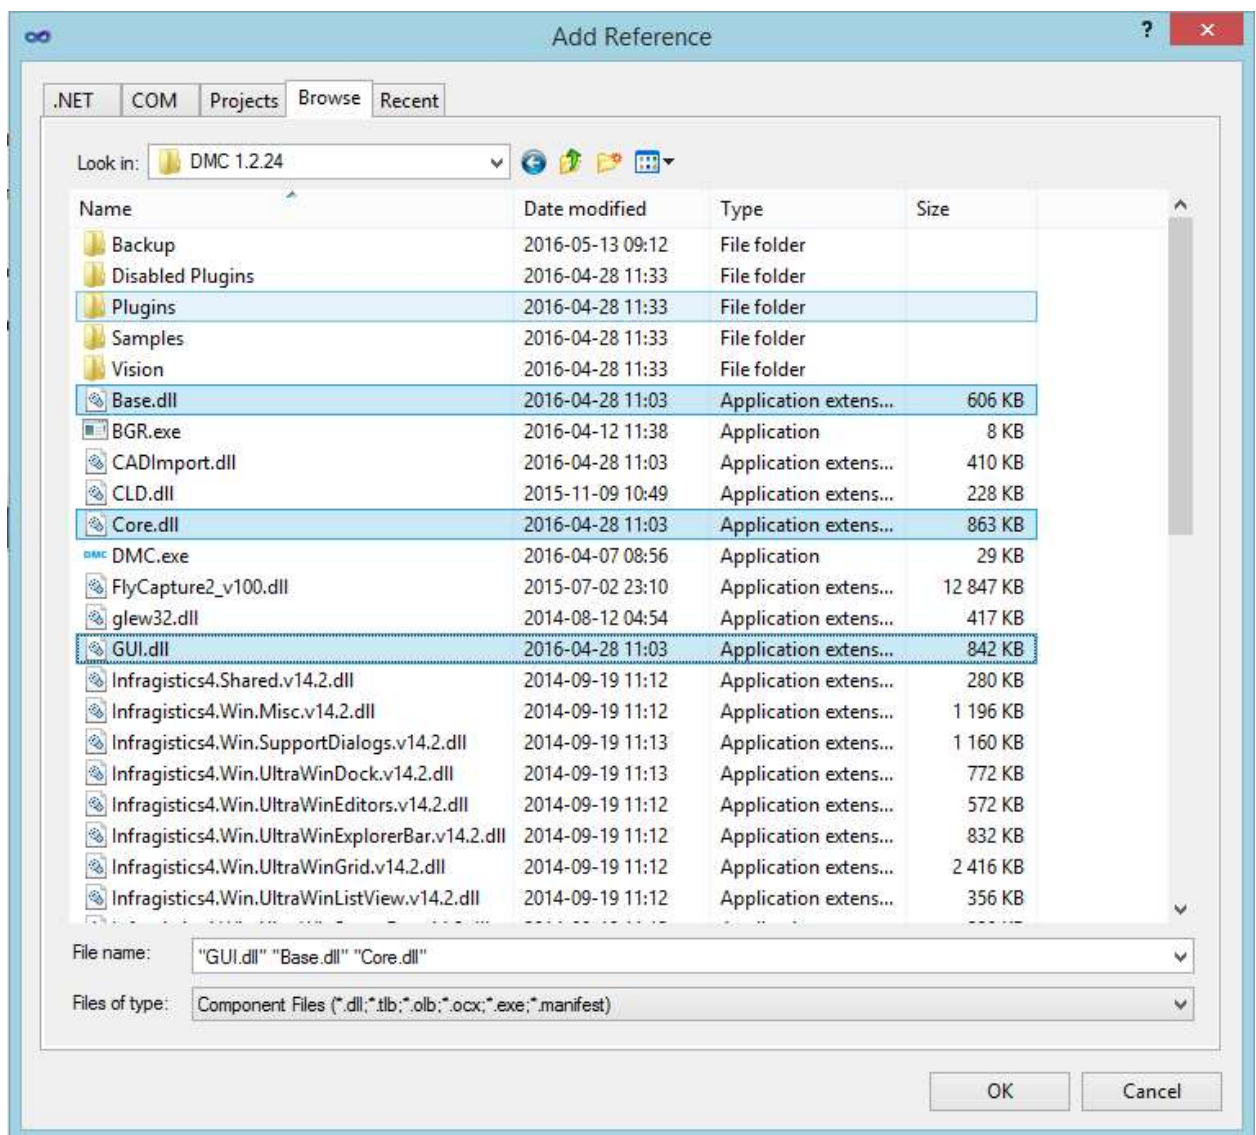 Add Reference
?
.NET COM Projects Browse Recent
Look in: DMC 1.2.24
Name Date modified Type Size
Backup 2016-05-13 09:12 File folder
Disabled Plugins 2016-04-28 11:33 File folder
Plugins 2016-04-28 11:33 File folder
Samples 2016-04-28 11:33 File folder
Vision 2016-04-28 11:33 File folder
Base.dll 2016-04-28 11:03 Application extens... 606 KB
BGR.exe 2016-04-12 11:38 Application 8 KB
CADImport.dll 2016-04-28 11:03 Application extens... 410 KB
CLD.dll 2015-11-09 10:49 Application extens... 228 KB
Core.dll 2016-04-28 11:03 Application extens... 863 KB
DMC DMC.exe 2016-04-07 08:56 Application 29 KB
FlyCapture2_v100.dll 2015-07-02 23:10 Application extens... 12 847 KB
glew32.dll 2014-08-12 04:54 Application extens... 417 KB
GUI.dll 2016-04-28 11:03 Application extens... 842 KB
Infragistics4.Shared.v14.2.dll 2014-09-19 11:12 Application extens... 280 KB
Infragistics4.Win.Misc.v14.2.dll 2014-09-19 11:12 Application extens... 1 196 KB
Infragistics4.Win.SupportDialogs.v14.2.dll 2014-09-19 11:13 Application extens... 1 160 KB
Infragistics4.Win.UltraWinDock.v14.2.dll 2014-09-19 11:13 Application extens... 772 KB
Infragistics4.Win.UltraWinEditors.v14.2.dll 2014-09-19 11:12 Application extens... 572 KB
Infragistics4.Win.UltraWinExplorerBar.v14.2.dll 2014-09-19 11:12 Application extens... 832 KB
Infragistics4.Win.UltraWinGrid.v14.2.dll 2014-09-19 11:12 Application extens... 2 416 KB
Infragistics4.Win.UltraWinListView.v14.2.dll 2014-09-19 11:12 Application extens... 356 KB
File name: "GUI.dll" "Base.dll" "Core.dll"
Files of type: Component Files (*.dll;*.tlb;*.olb;*.ocx;*.exe;*.manifest)
OK Cancel